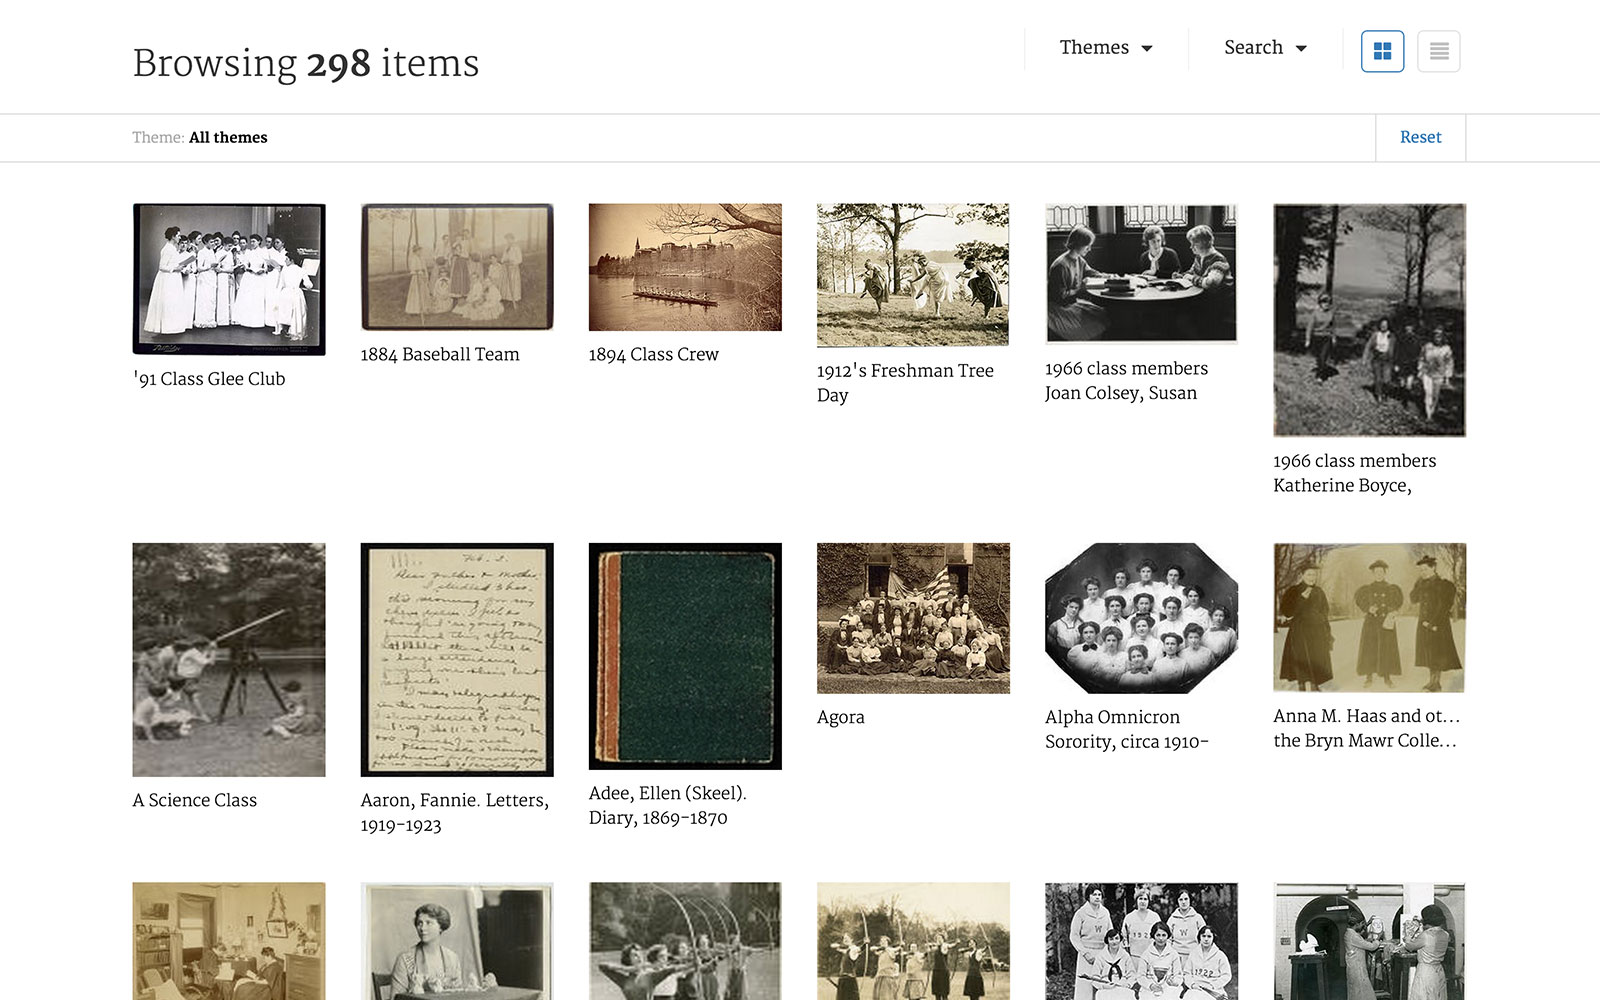 Browsing 298 items
Themes
Search
Theme: All themes
Reset
'91 Class Glee Club
1884 Baseball Team
1894 Class Crew
1912's Freshman Tree
Day
1966 class members
Joan Colsey, Susan
1966 class members
Katherine Boyce,
A Science Class
Aaron, Fannie. Letters,
1919-1923
Adee, Ellen (Skeel).
Diary, 1869-1870
Agora
Alpha Omnicron
Sorority, circa 1910-
Anna M. Haas and ot...
the Bryn Mawr Colle...
W
W
1922